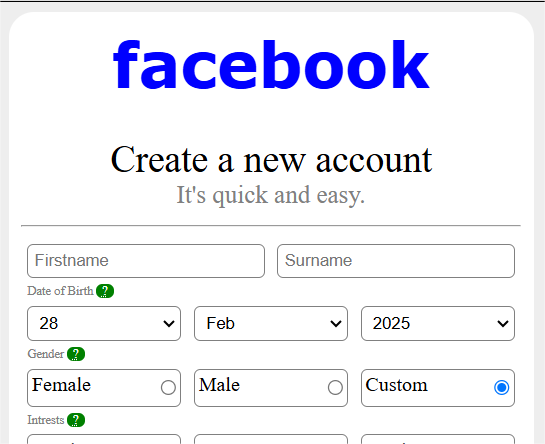 facebook
Create a new account
It's quick and easy.
Firstname Surname
Date of Birth ?
28 Feb 2025
Gender ?
Female Male Custom
Intrests ?